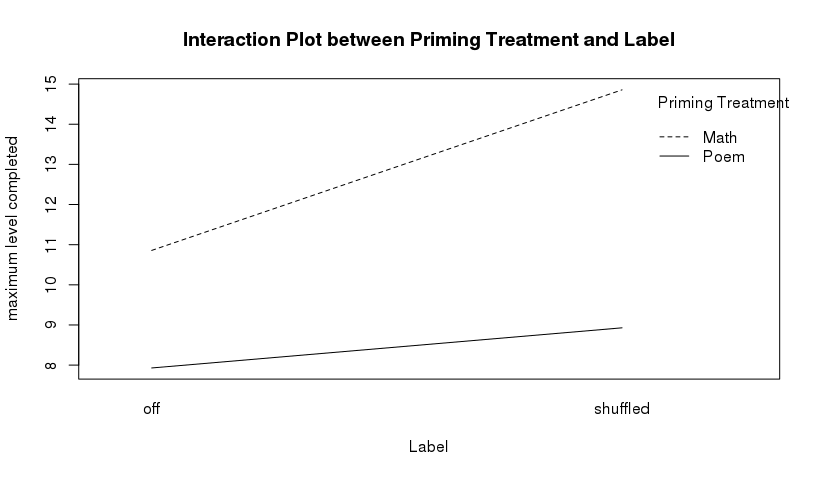 Interaction Plot between Priming Treatment and Label
maximum level completed
15
14
13
12
11
10
9
8
Priming Treatment
Math
Poem
off
shuffled
Label